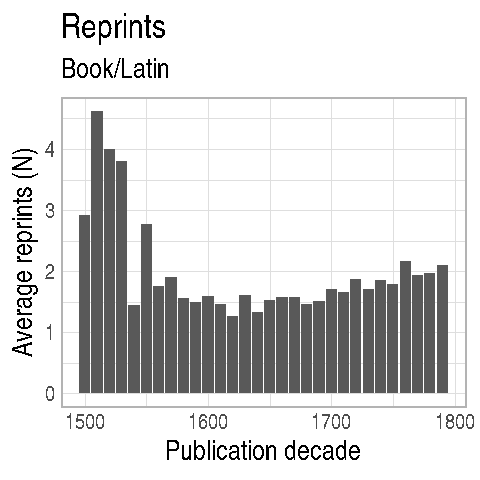 Reprints
Book/Latin
Average reprints (N)
4
3
2
1
0
1500 1600 1700 1800
Publication decade